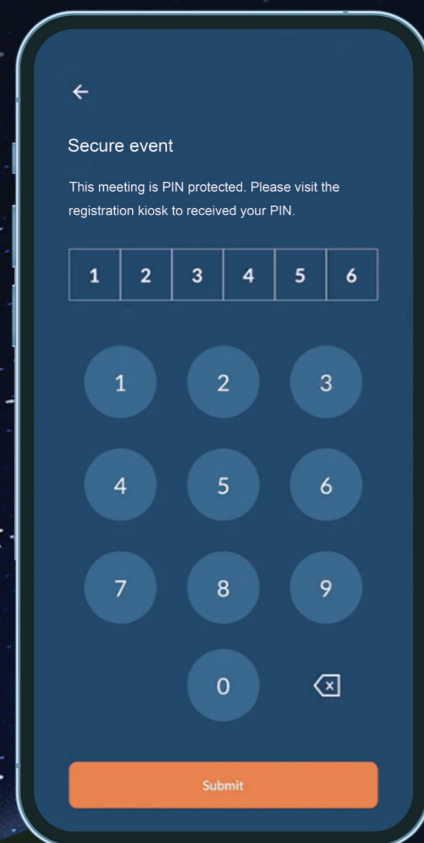 Secure event
This meeting is PIN protected. Please visit the
registration kiosk to received your PIN.
1 2 3 4 5 6
1 2 3
4 5 6
7 8 9
0
Submit